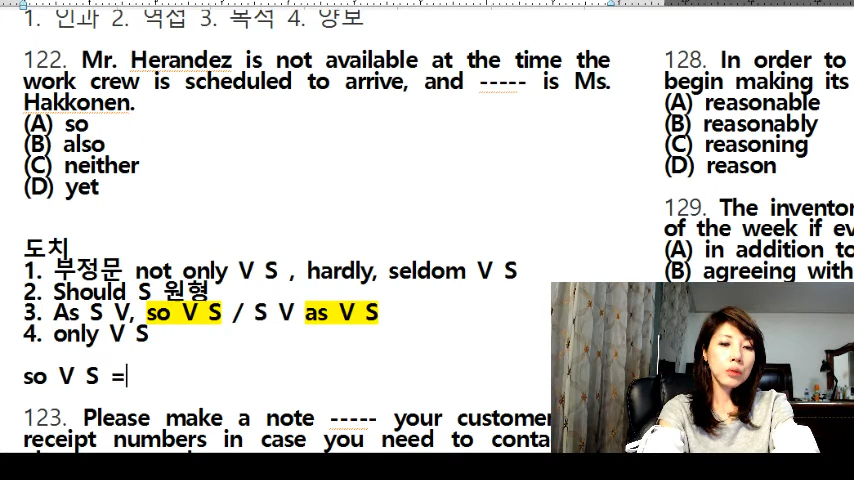 1. 인과 2. 역접 3. 목적 4. 양보
122. Mr. Herandez is not available at the time the
work crew is scheduled to arrive, and ----- is Ms.
Hakkonen.
(A) so
(B) also
(C) neither
(D) yet
도치
1. 부정문 not only V S , hardly, seldom V S
2. Should S 원형
3. As S V, so V S / S V as V S
4. only V S
so V S =
123. Please make a note ----- your customer
receipt numbers in case you need to conta
128. In order to
begin making its
(A) reasonable
(B) reasonably
(C) reasoning
(D) reason
129. The inventor
of the week if ev
(A) in addition to
(B) agreeing with